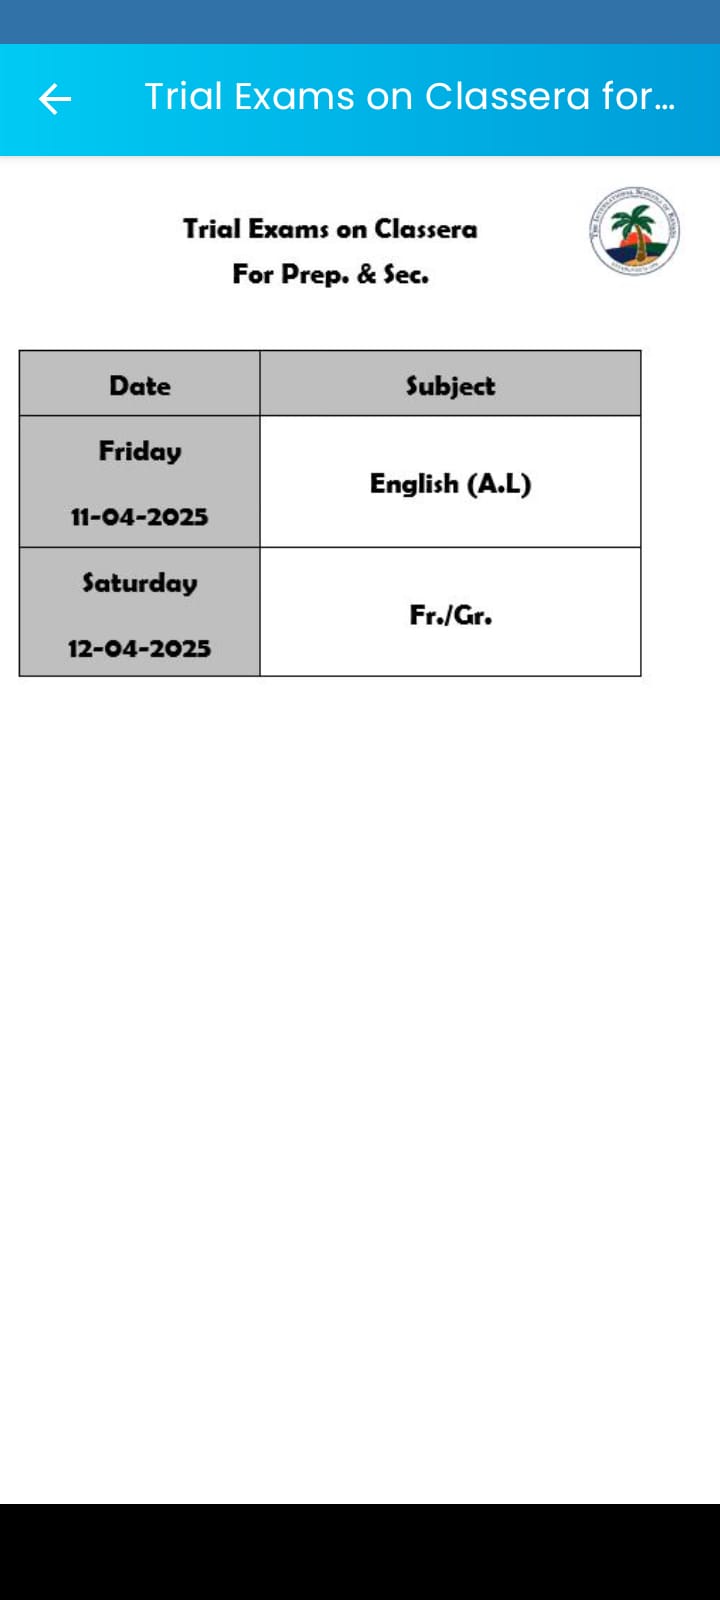 Trial Exams on Classera for...
Trial Exams on Classera
For Prep. & Sec.
Date
Subject
Friday
11-04-2025
English (A.L)
Saturday
12-04-2025
Fr./Gr.